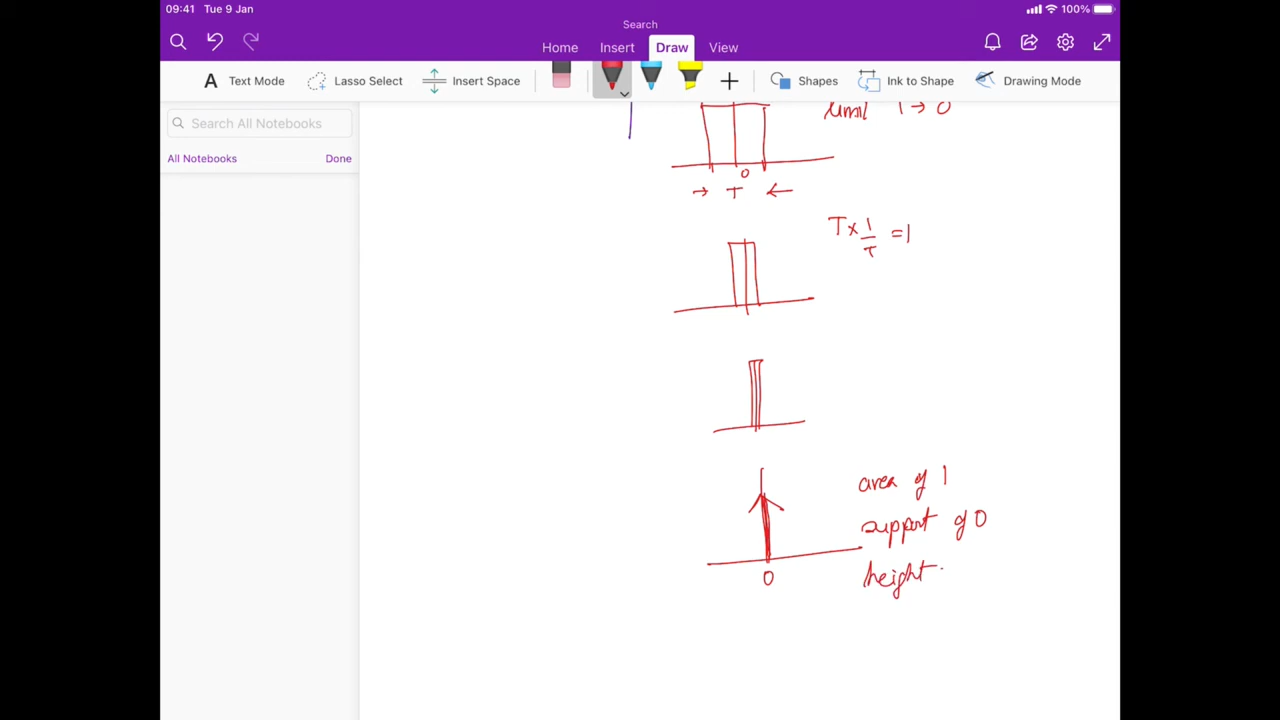 09:41 Tue 9 Jan
100%
Search
Home Insert Draw View
Text Mode Lasso Select Insert Space Shapes Ink to Shape Drawing Mode
Search All Notebooks
All Notebooks Done
limit T → 0
0
→ T ←
T × 1/T = 1
area of 1
support of 0
height
0